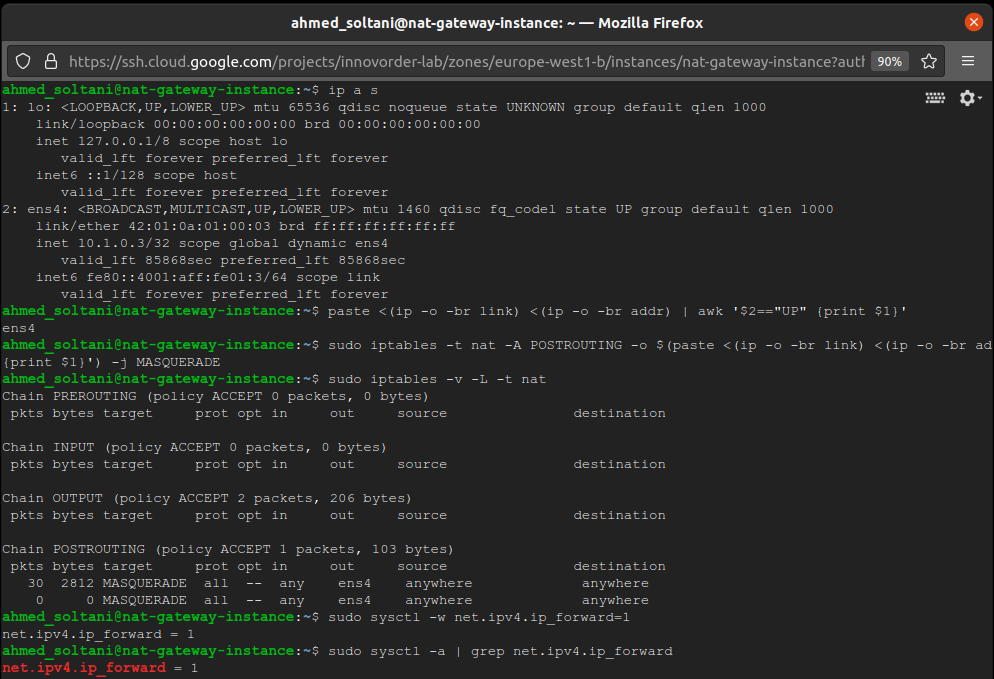 ahmed_soltani@nat-gateway-instance: ~ — Mozilla Firefox
https://ssh.cloud.google.com/projects/innovorder-lab/zones/europe-west1-b/instances/nat-gateway-instance?auth 90%
ahmed_soltani@nat-gateway-instance:~$ ip a s
1: lo: <LOOPBACK,UP,LOWER_UP> mtu 65536 qdisc noqueue state UNKNOWN group default qlen 1000
    link/loopback 00:00:00:00:00:00 brd 00:00:00:00:00:00
    inet 127.0.0.1/8 scope host lo
       valid_lft forever preferred_lft forever
    inet6 ::1/128 scope host
       valid_lft forever preferred_lft forever
2: ens4: <BROADCAST,MULTICAST,UP,LOWER_UP> mtu 1460 qdisc fq_codel state UP group default qlen 1000
    link/ether 42:01:0a:01:00:03 brd ff:ff:ff:ff:ff:ff
    inet 10.1.0.3/32 scope global dynamic ens4
       valid_lft 85868sec preferred_lft 85868sec
    inet6 fe80::4001:aff:fe01:3/64 scope link
       valid_lft forever preferred_lft forever
ahmed_soltani@nat-gateway-instance:~$ paste <(ip -o -br link) <(ip -o -br addr) | awk '$2=="UP" {print $1}'
ens4
ahmed_soltani@nat-gateway-instance:~$ sudo iptables -t nat -A POSTROUTING -o $(paste <(ip -o -br link) <(ip -o -br ad
{print $1}') -j MASQUERADE
ahmed_soltani@nat-gateway-instance:~$ sudo iptables -v -L -t nat
Chain PREROUTING (policy ACCEPT 0 packets, 0 bytes)
 pkts bytes target     prot opt in     out     source               destination
Chain INPUT (policy ACCEPT 0 packets, 0 bytes)
 pkts bytes target     prot opt in     out     source               destination
Chain OUTPUT (policy ACCEPT 2 packets, 206 bytes)
 pkts bytes target     prot opt in     out     source               destination
Chain POSTROUTING (policy ACCEPT 1 packets, 103 bytes)
 pkts bytes target     prot opt in     out     source               destination
   30  2812 MASQUERADE  all  --  any    ens4    anywhere             anywhere
    0     0 MASQUERADE  all  --  any    ens4    anywhere             anywhere
ahmed_soltani@nat-gateway-instance:~$ sudo sysctl -w net.ipv4.ip_forward=1
net.ipv4.ip_forward = 1
ahmed_soltani@nat-gateway-instance:~$ sudo sysctl -a | grep net.ipv4.ip_forward
net.ipv4.ip_forward = 1